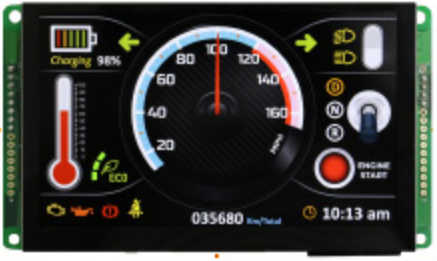 Charging 98%
20
40
60
80
100
120
140
160
MPH
ECO
D
N
R
ENGINE
START
035680 Km/Total
10:13 am